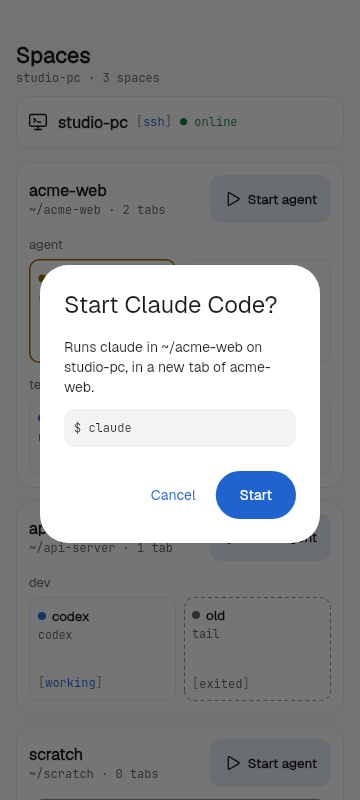 Spaces
studio-pc · 3 spaces
studio-pc [ssh] ● online
acme-web
Start agent
~/acme-web · 2 tabs
agent
Start Claude Code?
Runs claude in ~/acme-web on
studio-pc, in a new tab of acme-
web.
$ claude
Cancel
Start
~/api-server · 1 tab
dev
codex
codex
[working]
old
tail
[exited]
scratch
Start agent
~/scratch · 0 tabs